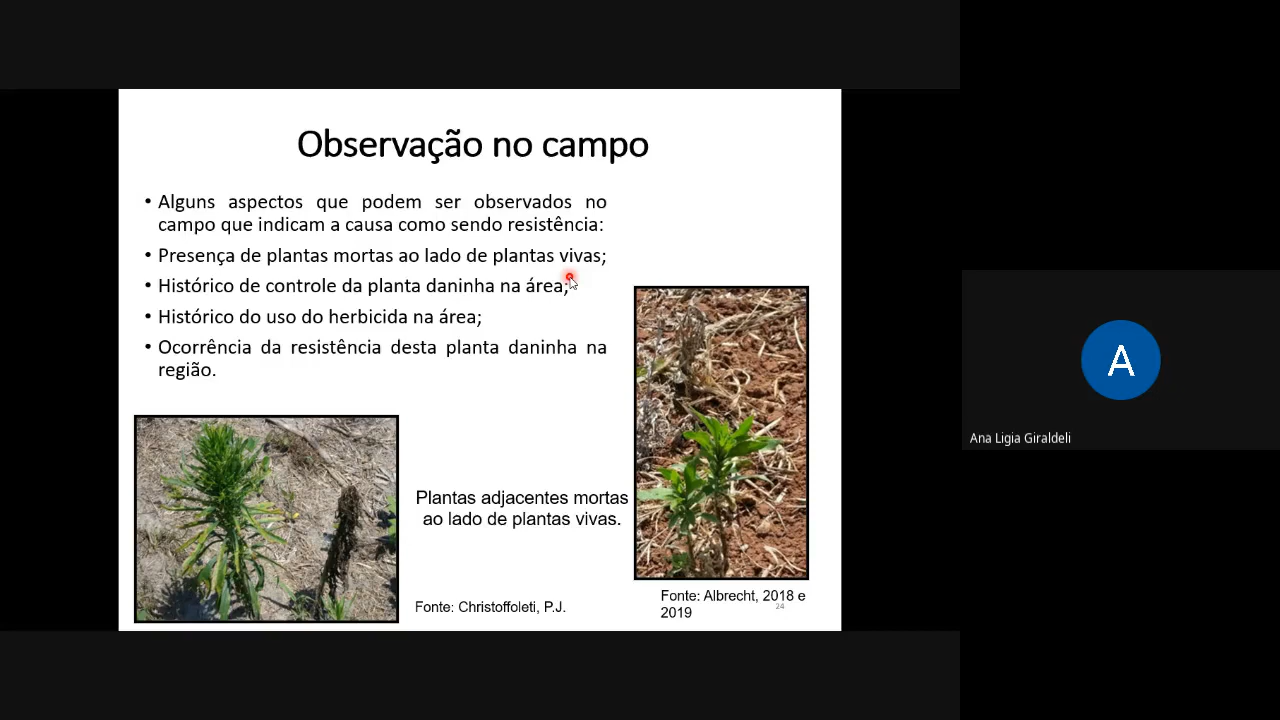 Observação no campo
• Alguns aspectos que podem ser observados no
campo que indicam a causa como sendo resistência:
• Presença de plantas mortas ao lado de plantas vivas;
• Histórico de controle da planta daninha na área;
• Histórico do uso do herbicida na área;
• Ocorrência da resistência desta planta daninha na
região.
Plantas adjacentes mortas
ao lado de plantas vivas.
Fonte: Christoffoleti, P.J.
Fonte: Albrecht, 2018 e
2019
24
A
Ana Ligia Giraldeli